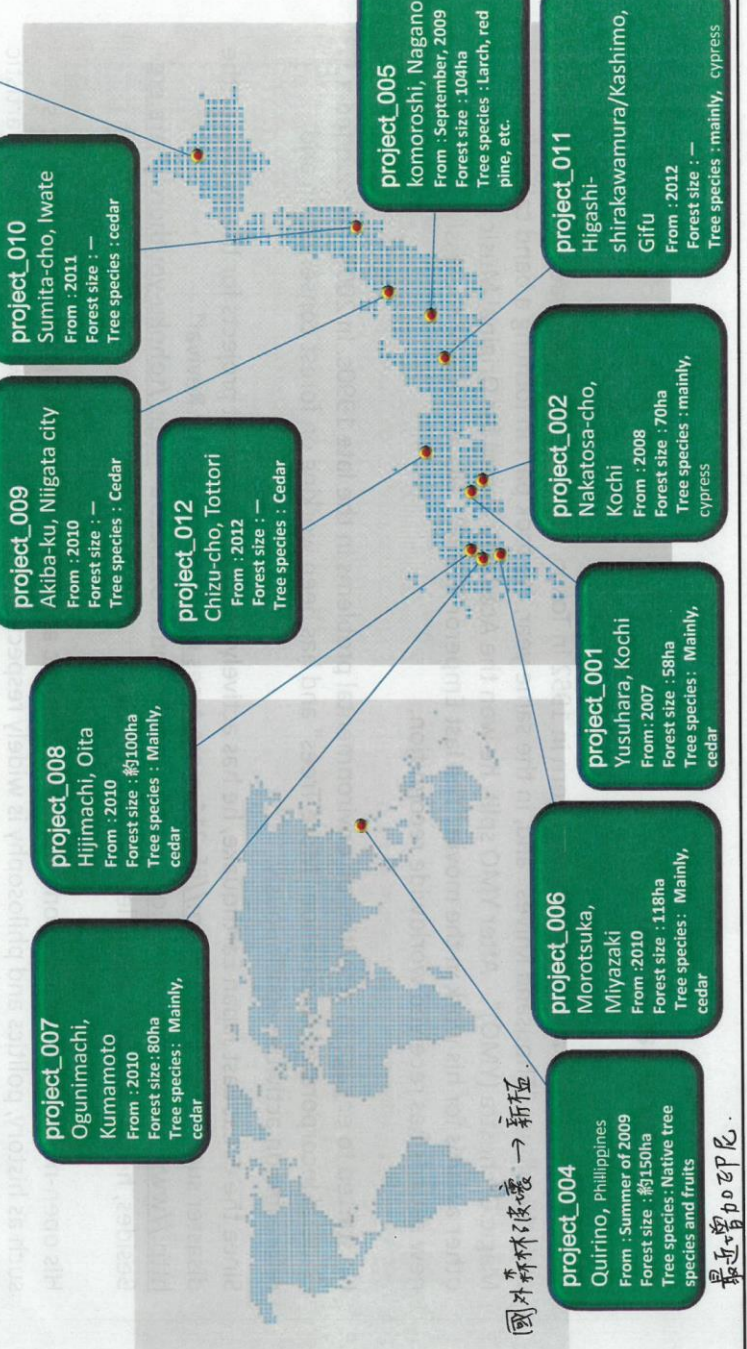 project_007
Ogunimachi,
Kumamoto
From : 2010
Forest size : 80ha
Tree species: Mainly,
cedar
project_008
Hijimachi, Oita
From : 2010
Forest size : 約100ha
Tree species : Mainly,
cedar
project_009
Akiba-ku, Niigata city
From : 2010
Forest size : —
Tree species : Cedar
project_010
Sumita-cho, Iwate
From : 2011
Forest size : —
Tree species : cedar
project_012
Chizu-cho, Tottori
From : 2012
Forest size : —
Tree species : Cedar
project_005
komoroshi, Nagano
From : September, 2009
Forest size : 104ha
Tree species : Larch, red
pine, etc.
國外森林破壞 → 新植.
project_004
Quirino, Phillippines
From : Summer of 2009
Forest size : 約150ha
Tree species: Native tree
species and fruits
project_006
Morotsuka,
Miyazaki
From : 2010
Forest size : 118ha
Tree species: Mainly,
cedar
project_001
Yusuhara, Kochi
From : 2007
Forest size : 58ha
Tree species: Mainly,
cedar
project_002
Nakatosa-cho,
Kochi
From : 2008
Forest size : 70ha
Tree species : mainly,
cypress
project_011
Higashi-
shirakawamura/Kashimo,
Gifu
From : 2012
Forest size : —
Tree species : mainly, cypress
最近增加印尼.